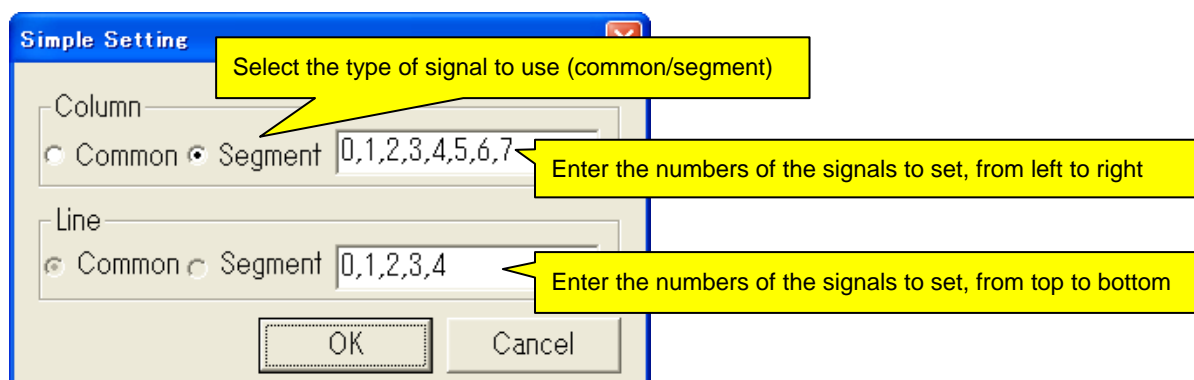 Simple Setting
Select the type of signal to use (common/segment)
Column
Common Segment 0,1,2,3,4,5,6,7
Enter the numbers of the signals to set, from left to right
Line
Common Segment 0,1,2,3,4
Enter the numbers of the signals to set, from top to bottom
OK Cancel